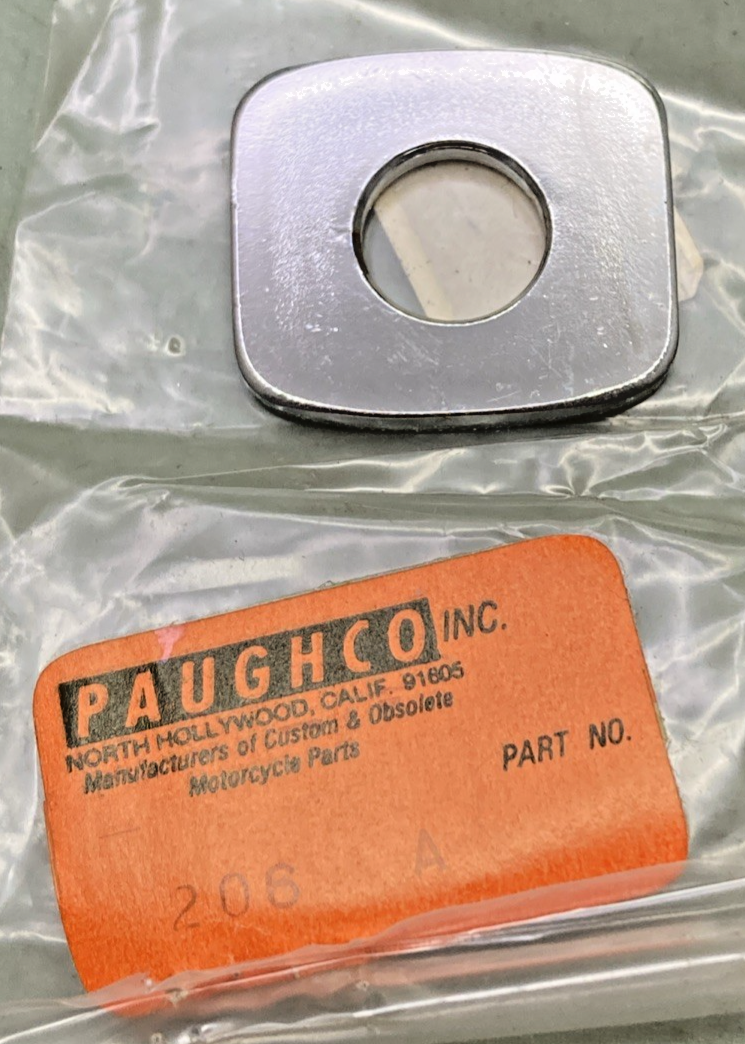 PAUGHCO INC.
NORTH HOLLYWOOD, CALIF. 91605
Manufacturers of Custom & Obsolete
Motorcycle Parts
PART NO.
206 A